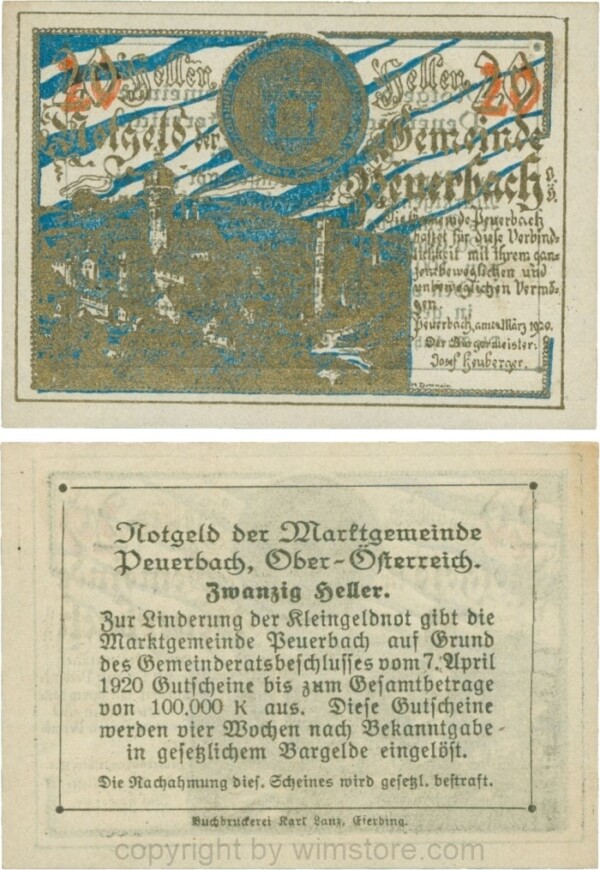 20 Heller Heller 20
Notgeld der Gemeinde
Peuerbach O.Ö.
Die Gemeinde Peuerbach
haftet für diese Verbind-
lichkeit mit ihrem gan-
zen beweglichen und
unbeweglichen Vermö-
gen.
Peuerbach, am März 1920.
Der Bürgermeister:
Josef Heuberger.
Notgeld der Marktgemeinde
Peuerbach, Ober-Österreich.
Zwanzig Heller.
Zur Linderung der Kleingeldnot gibt die
Marktgemeinde Peuerbach auf Grund
des Gemeinderatsbeschlusses vom 7. April
1920 Gutscheine bis zum Gesamtbetrage
von 100,000 K aus. Diese Gutscheine
werden vier Wochen nach Bekanntgabe-
in gesetzlichem Bargelde eingelöst.
Die Nachahmung dies. Scheines wird gesetzl. bestraft.
Buchdruckerei Karl Lanz, Eferding.
copyright by wimstore.com